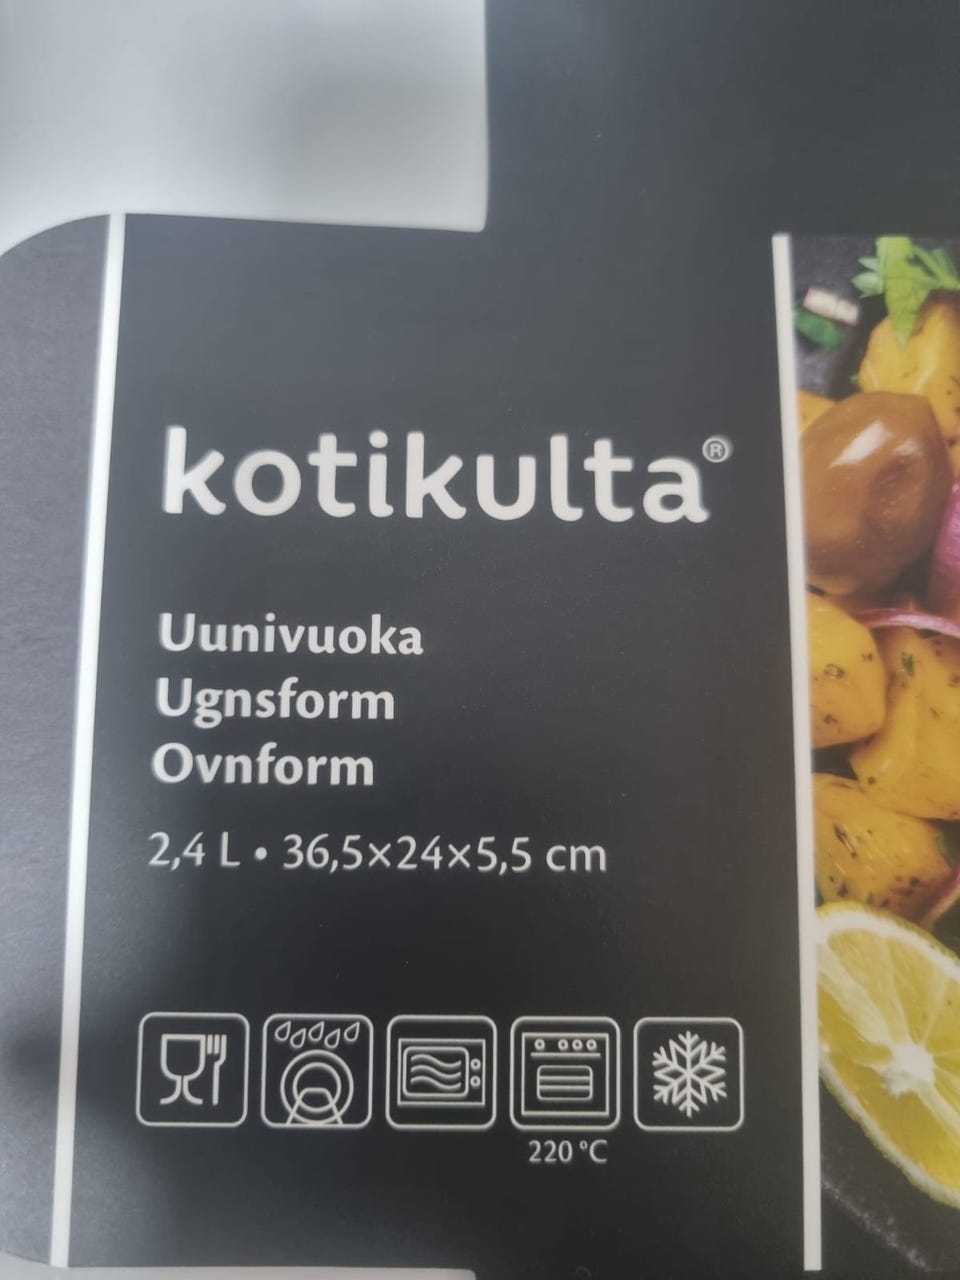 kotikulta®
Uunivuoka
Ugnsform
Ovnform
2,4 L • 36,5×24×5,5 cm
220 °C